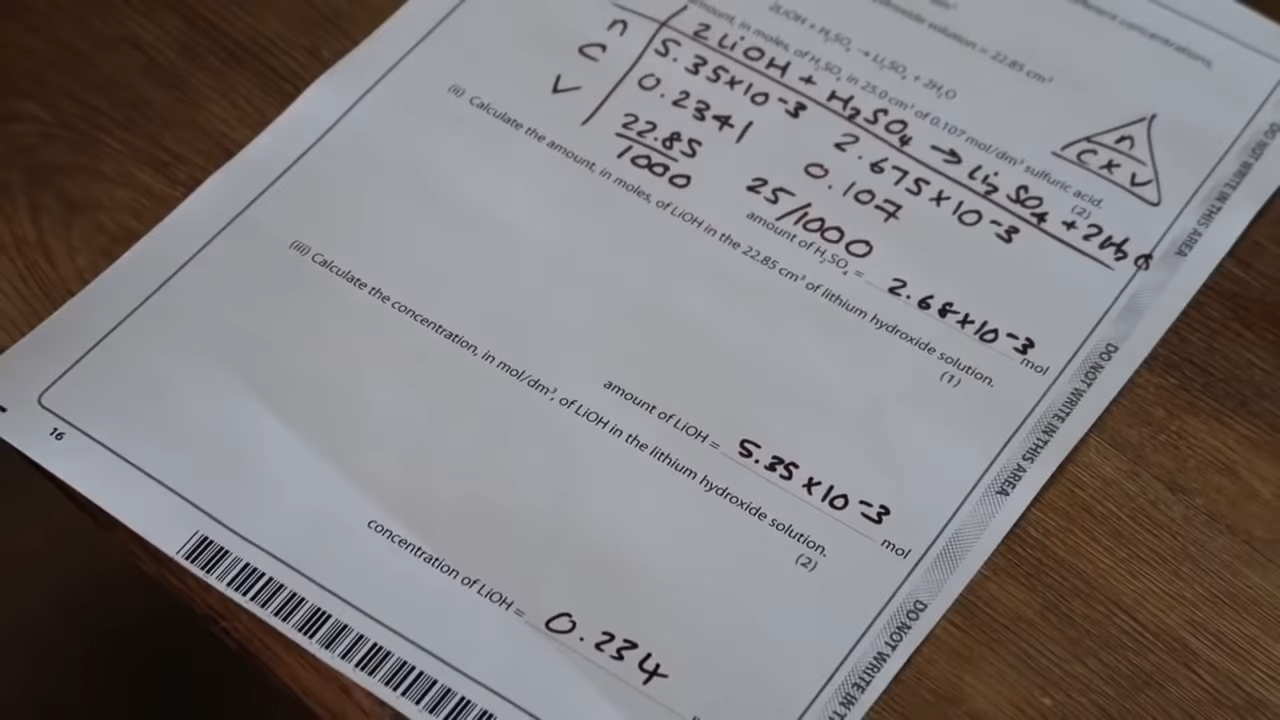 hydroxide solution = 22.85 cm³
2LiOH + H₂SO₄ → Li₂SO₄ + 2H₂O
amount, in moles, of H₂SO₄ in 25.0 cm³ of 0.107 mol/dm³ sulfuric acid.
(2)
2LiOH + H₂SO₄ → Li₂SO₄ + 2H₂O
n 5.35×10⁻³ 2.675×10⁻³
C 0.2341 0.107
V 22.85/1000 25/1000
n
C × V
amount of H₂SO₄ = 2.68×10⁻³ mol
(ii) Calculate the amount, in moles, of LiOH in the 22.85 cm³ of lithium hydroxide solution.
(1)
amount of LiOH = 5.35×10⁻³ mol
(iii) Calculate the concentration, in mol/dm³, of LiOH in the lithium hydroxide solution.
(2)
concentration of LiOH = 0.234
16
DO NOT WRITE IN THIS AREA
DO NOT WRITE IN THIS AREA
DO NOT WRITE IN